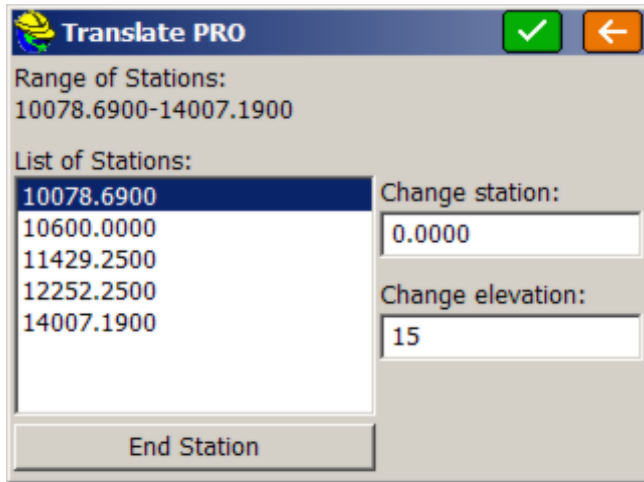 Translate PRO
Range of Stations:
10078.6900-14007.1900
List of Stations:
10078.6900
10600.0000
11429.2500
12252.2500
14007.1900
Change station:
0.0000
Change elevation:
15
End Station